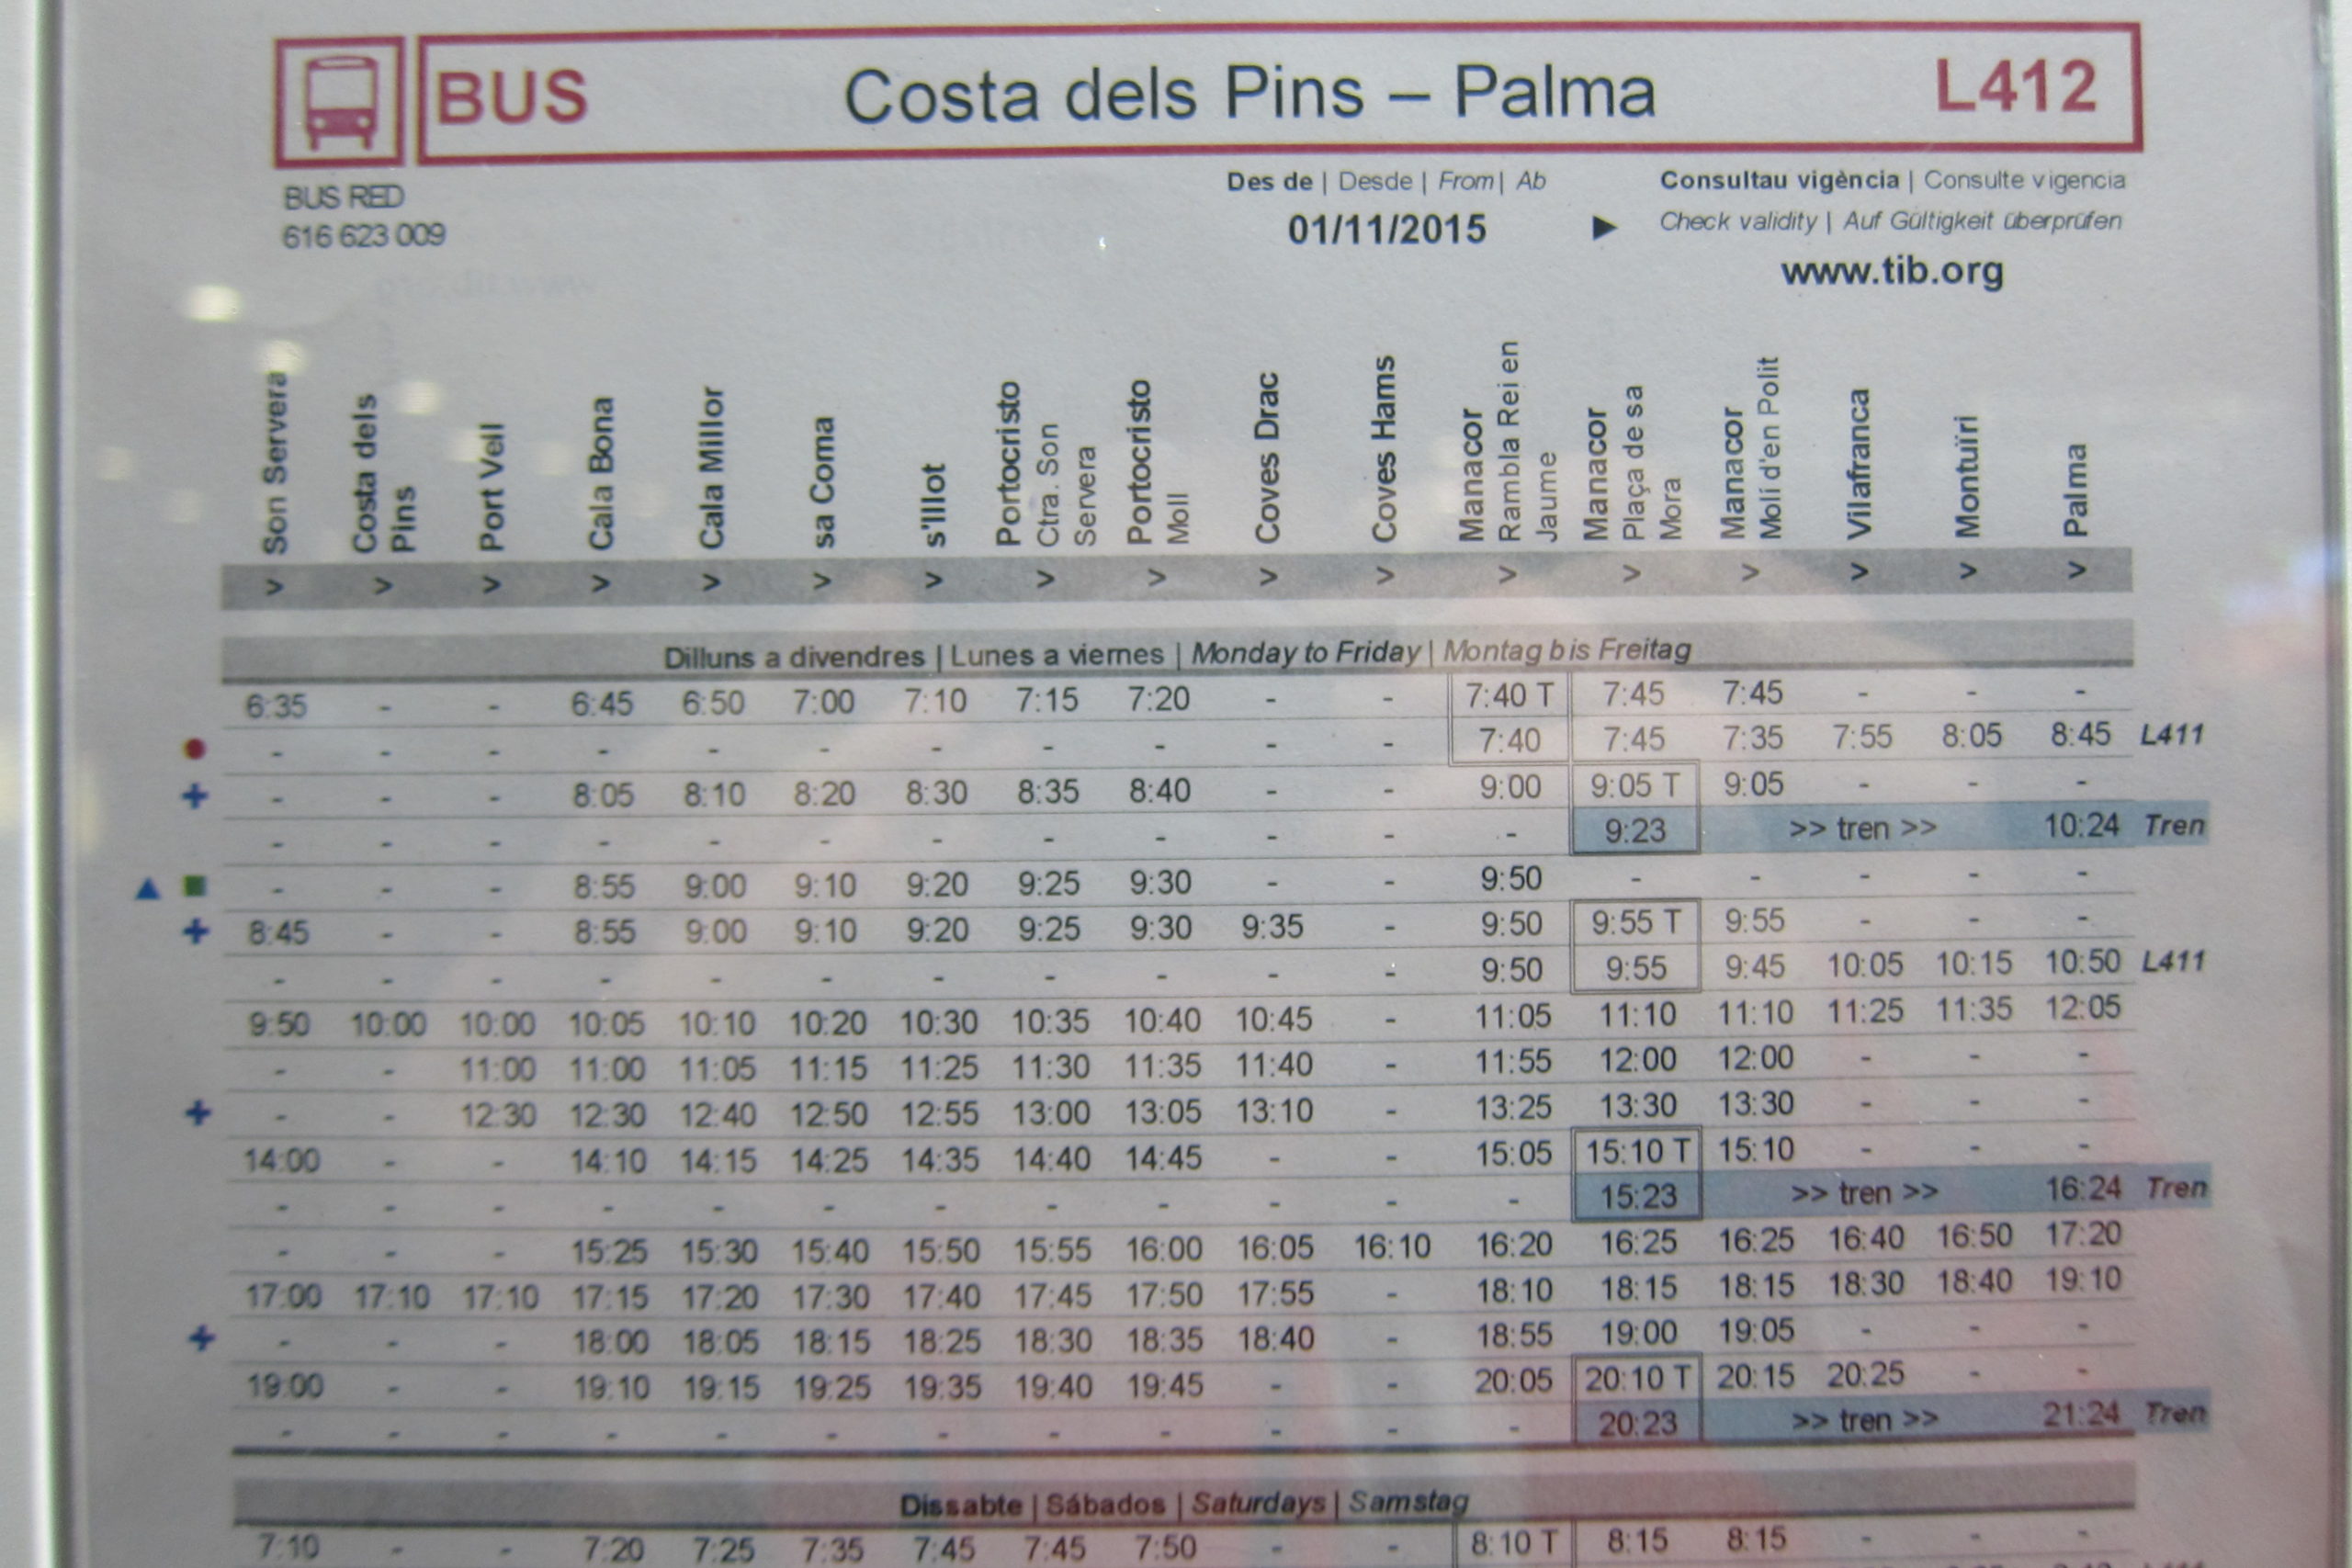 BUS Costa dels Pins – Palma L412
BUS RED
616 623 009
Des de | Desde | From | Ab
01/11/2015
Consultau vigència | Consulte vigencia
Check validity | Auf Gültigkeit überprüfen
www.tib.org
Son Servera
Costa dels Pins
Port Vell
Cala Bona
Cala Millor
sa Coma
s'Illot
Portocristo Ctra. Son Servera
Portocristo Moll
Coves Drac
Coves Hams
Manacor Rambla Rei en Jaume
Manacor Plaça de sa Mora
Manacor Molí d'en Polit
Vilafranca
Montuïri
Palma
v v v v v v v v v v v v v v v v v
Dilluns a divendres | Lunes a viernes | Monday to Friday | Montag bis Freitag
6:35 - - 6:45 6:50 7:00 7:10 7:15 7:20 - - 7:40 T 7:45 7:45 - - -
- - - - - - - - - - - 7:40 7:45 7:35 7:55 8:05 8:45 L411
- - - 8:05 8:10 8:20 8:30 8:35 8:40 - - 9:00 9:05 T 9:05 - - -
- - - - - - - - - - - - 9:23 >> tren >> 10:24 Tren
- - - 8:55 9:00 9:10 9:20 9:25 9:30 - - 9:50 - - - - -
8:45 - - 8:55 9:00 9:10 9:20 9:25 9:30 9:35 - 9:50 9:55 T 9:55 - - -
- - - - - - - - - - - 9:50 9:55 9:45 10:05 10:15 10:50 L411
9:50 10:00 10:00 10:05 10:10 10:20 10:30 10:35 10:40 10:45 - 11:05 11:10 11:10 11:25 11:35 12:05
- - 11:00 11:00 11:05 11:15 11:25 11:30 11:35 11:40 - 11:55 12:00 12:00 - - -
- - 12:30 12:30 12:40 12:50 12:55 13:00 13:05 13:10 - 13:25 13:30 13:30 - - -
14:00 - - 14:10 14:15 14:25 14:35 14:40 14:45 - - 15:05 15:10 T 15:10 - - -
- - - - - - - - - - - - 15:23 >> tren >> 16:24 Tren
- - - 15:25 15:30 15:40 15:50 15:55 16:00 16:05 16:10 16:20 16:25 16:25 16:40 16:50 17:20
17:00 17:10 17:10 17:15 17:20 17:30 17:40 17:45 17:50 17:55 - 18:10 18:15 18:15 18:30 18:40 19:10
- - - 18:00 18:05 18:15 18:25 18:30 18:35 18:40 - 18:55 19:00 19:05 - - -
19:00 - - 19:10 19:15 19:25 19:35 19:40 19:45 - - 20:05 20:10 T 20:15 20:25 - -
- - - - - - - - - - - - 20:23 >> tren >> 21:24 Tren
Dissabte | Sábados | Saturdays | Samstag
7:10 - - 7:20 7:25 7:35 7:45 7:45 7:50 - - 8:10 T 8:15 8:15 - - -